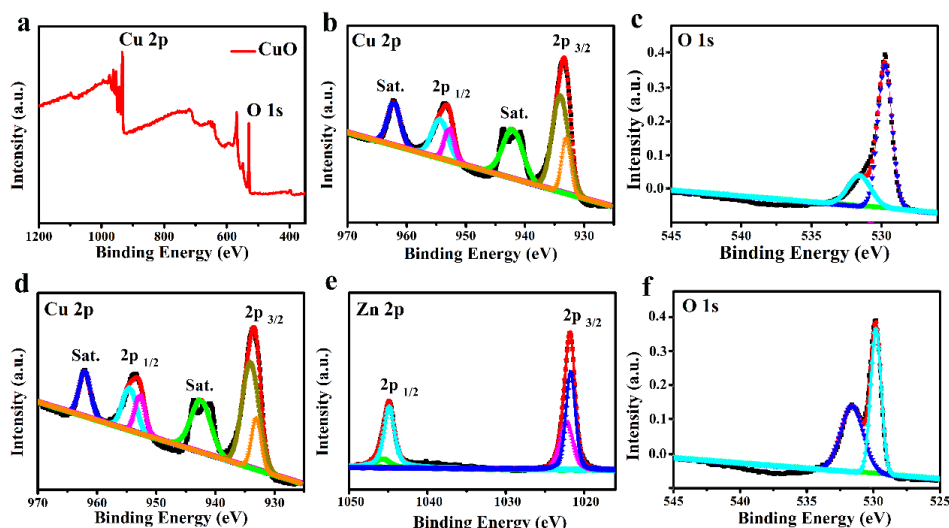 a
Cu 2p
CuO
O 1s
Intensity (a.u.)
1200 1000 800 600 400
Binding Energy (eV)
b
Cu 2p
2p 3/2
Sat.
2p 1/2
Sat.
Intensity (a.u.)
970 960 950 940 930
Binding Energy (eV)
c
O 1s
0.4
0.3
0.2
0.1
0.0
Intensity (a.u.)
545 540 535 530
Binding Energy (eV)
d
Cu 2p
2p 3/2
Sat.
2p 1/2
Sat.
Intensity (a.u.)
970 960 950 940 930
Binding Energy (eV)
e
Zn 2p
2p 3/2
2p 1/2
Intensity (a.u.)
1050 1040 1030 1020
Bincing Energy (eV)
f
O 1s
0.4
0.3
0.2
0.1
0.0
Intensity (a.u.)
545 540 535 530 525
Binding Energy (eV)